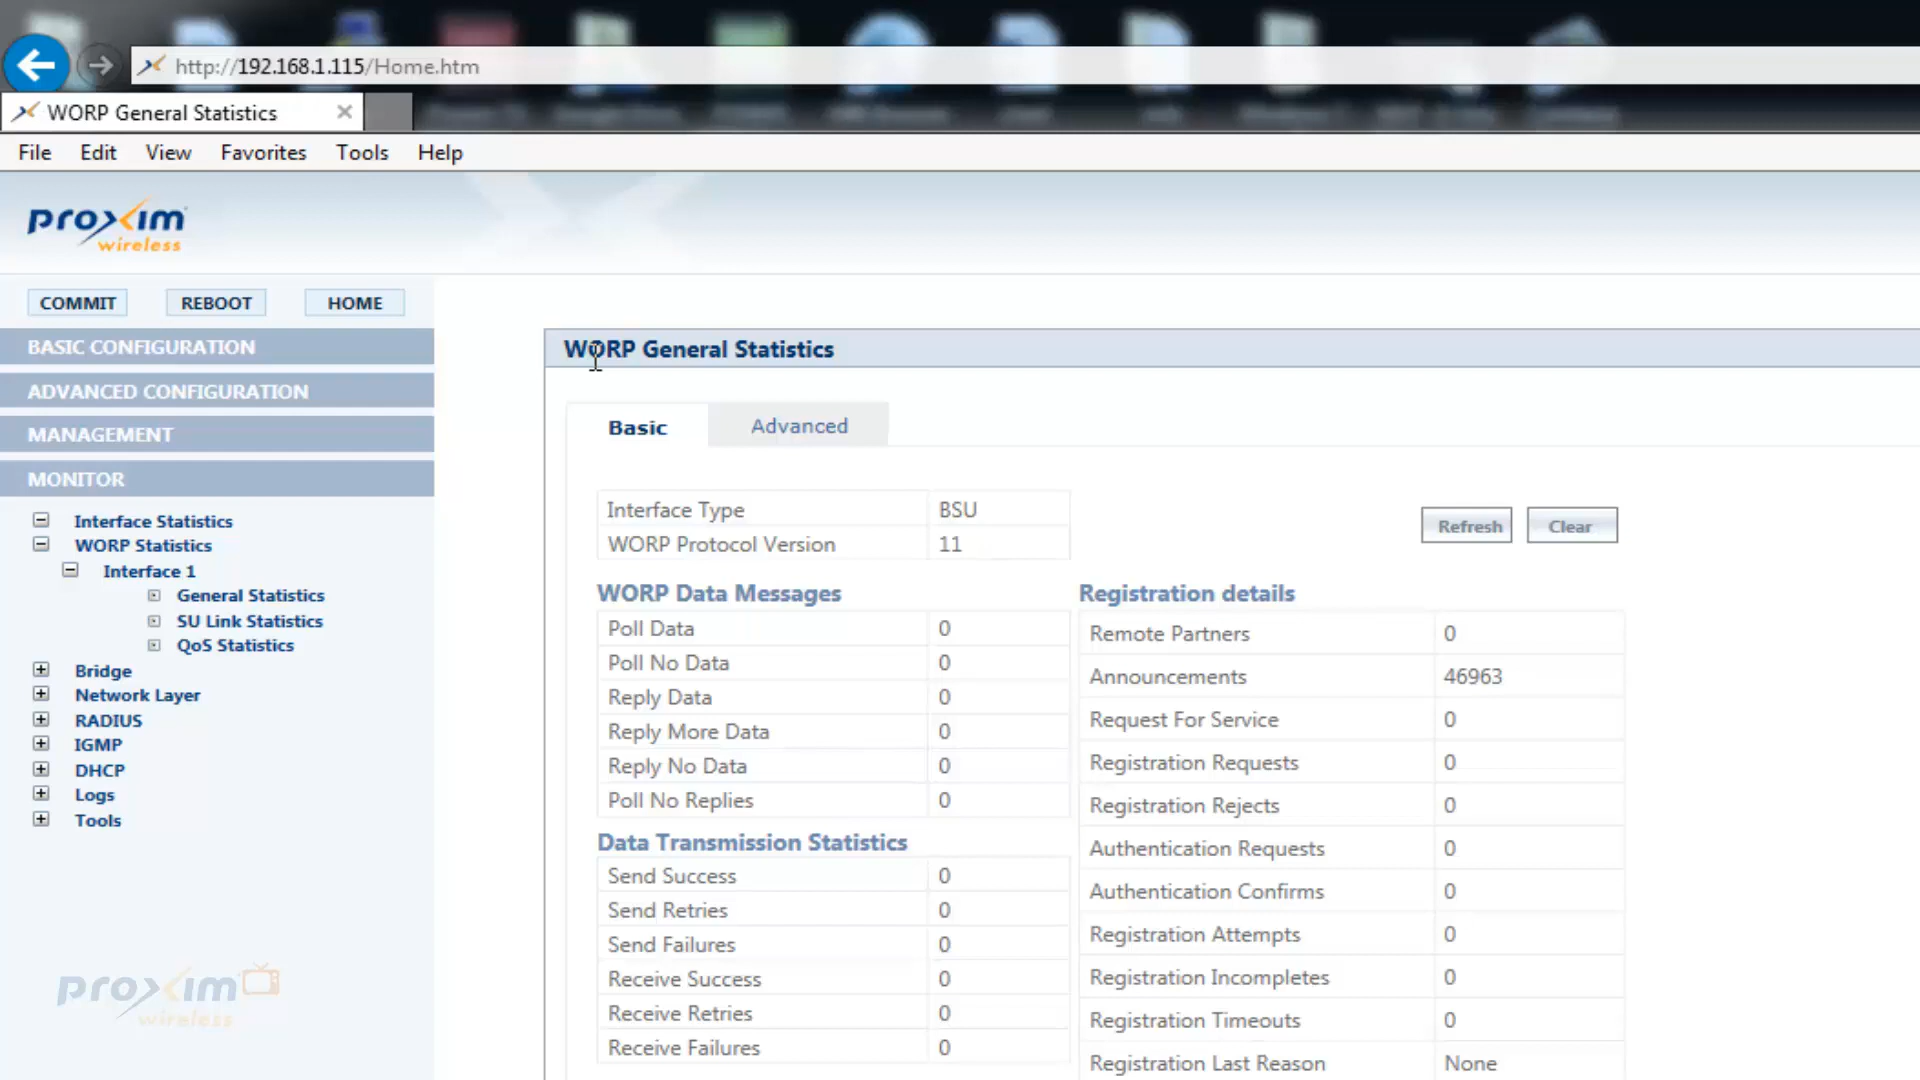 http://192.168.1.115/Home.htm
WORP General Statistics
File Edit View Favorites Tools Help
proxim
wireless
COMMIT REBOOT HOME
BASIC CONFIGURATION
ADVANCED CONFIGURATION
MANAGEMENT
MONITOR
Interface Statistics
WORP Statistics
Interface 1
General Statistics
SU Link Statistics
QoS Statistics
Bridge
Network Layer
RADIUS
IGMP
DHCP
Logs
Tools
proxim
wireless
WORP General Statistics
Basic Advanced
Interface Type BSU
WORP Protocol Version 11
Refresh Clear
WORP Data Messages
Poll Data 0
Poll No Data 0
Reply Data 0
Reply More Data 0
Reply No Data 0
Poll No Replies 0
Data Transmission Statistics
Send Success 0
Send Retries 0
Send Failures 0
Receive Success 0
Receive Retries 0
Receive Failures 0
Registration details
Remote Partners 0
Announcements 46963
Request For Service 0
Registration Requests 0
Registration Rejects 0
Authentication Requests 0
Authentication Confirms 0
Registration Attempts 0
Registration Incompletes 0
Registration Timeouts 0
Registration Last Reason None